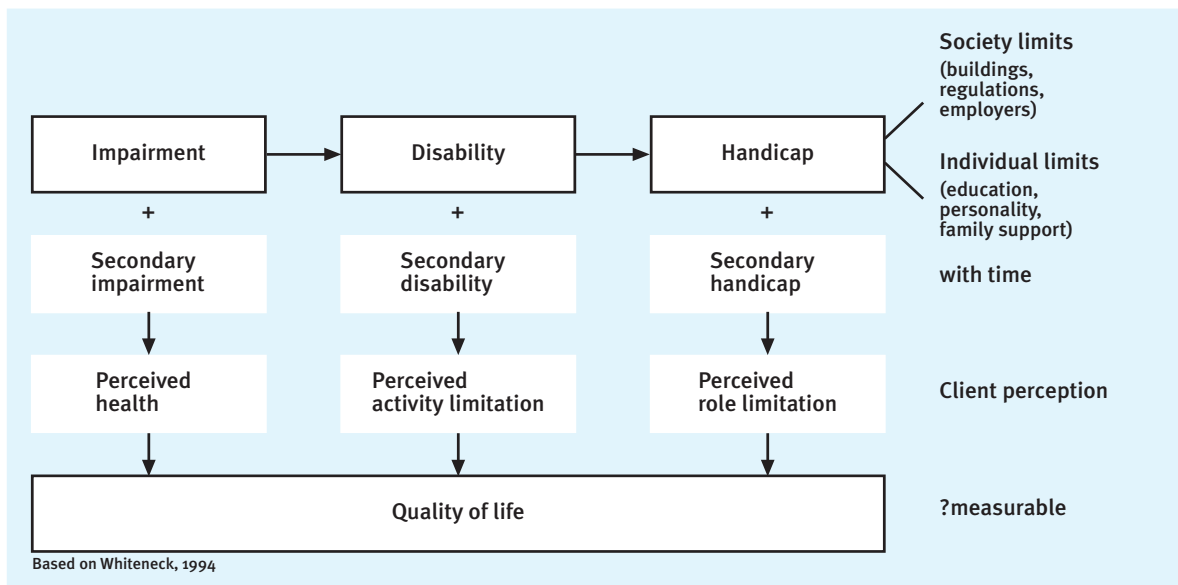 Society limits
(buildings,
regulations,
employers)
Impairment
Disability
Handicap
Individual limits
(education,
personality,
family support)
+
+
+
Secondary
impairment
Secondary
disability
Secondary
handicap
with time
Perceived
health
Perceived
activity limitation
Perceived
role limitation
Client perception
Quality of life
?measurable
Based on Whiteneck, 1994